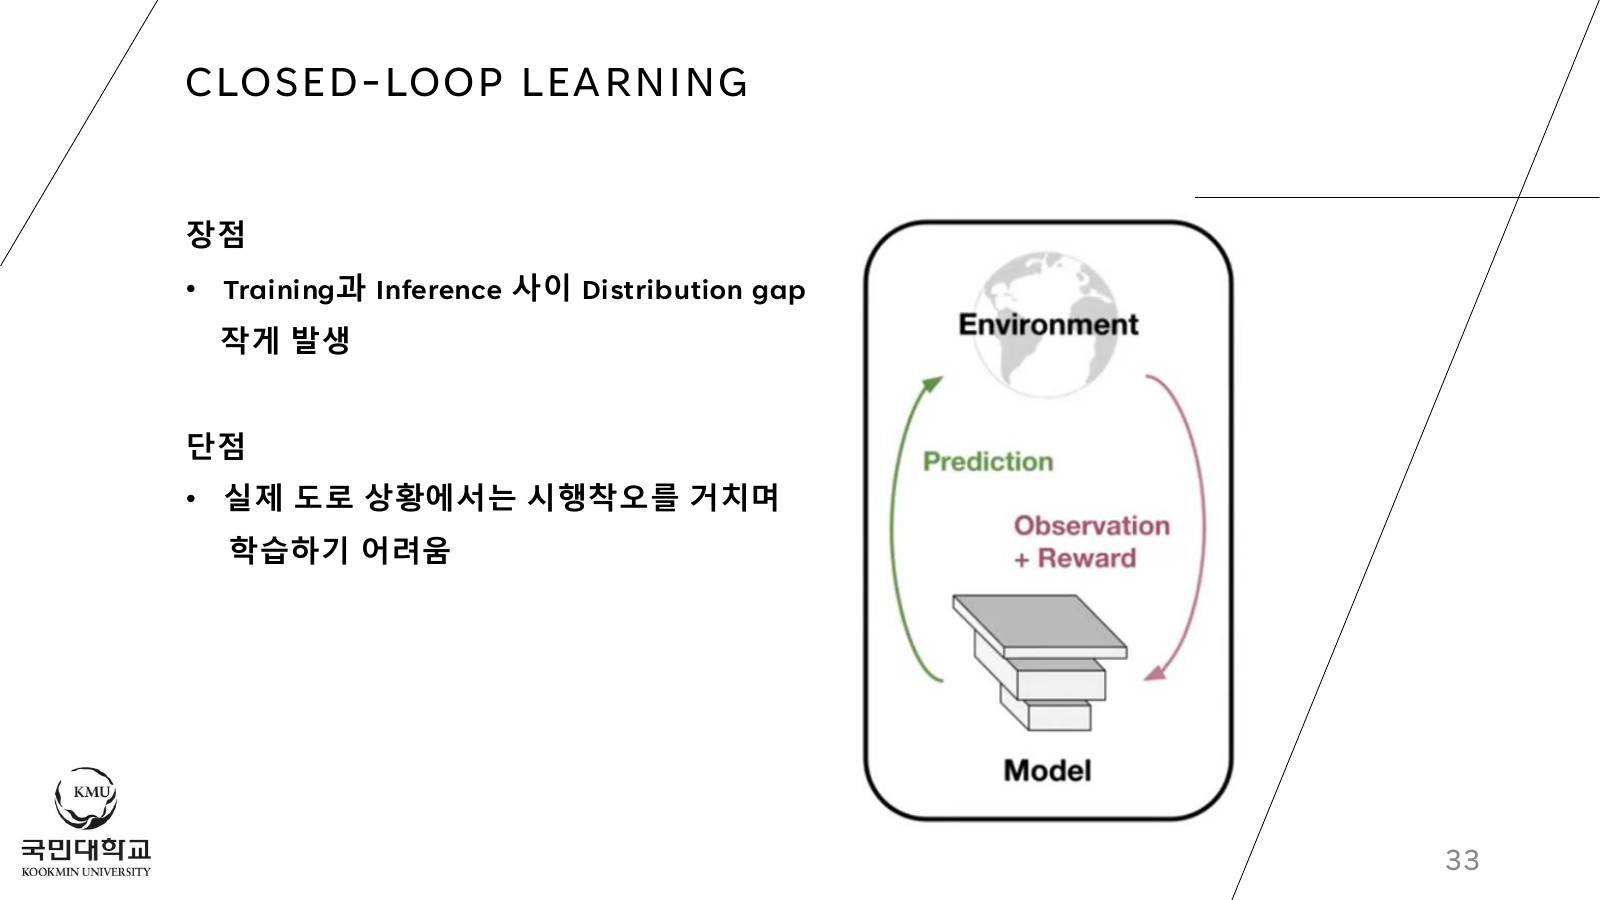 CLOSED-LOOP LEARNING
장점
• Training과 Inference 사이 Distribution gap
작게 발생
단점
• 실제 도로 상황에서는 시행착오를 거치며
학습하기 어려움
Environment
Prediction
Observation
+ Reward
Model
KMU
국민대학교
KOOKMIN UNIVERSITY
33